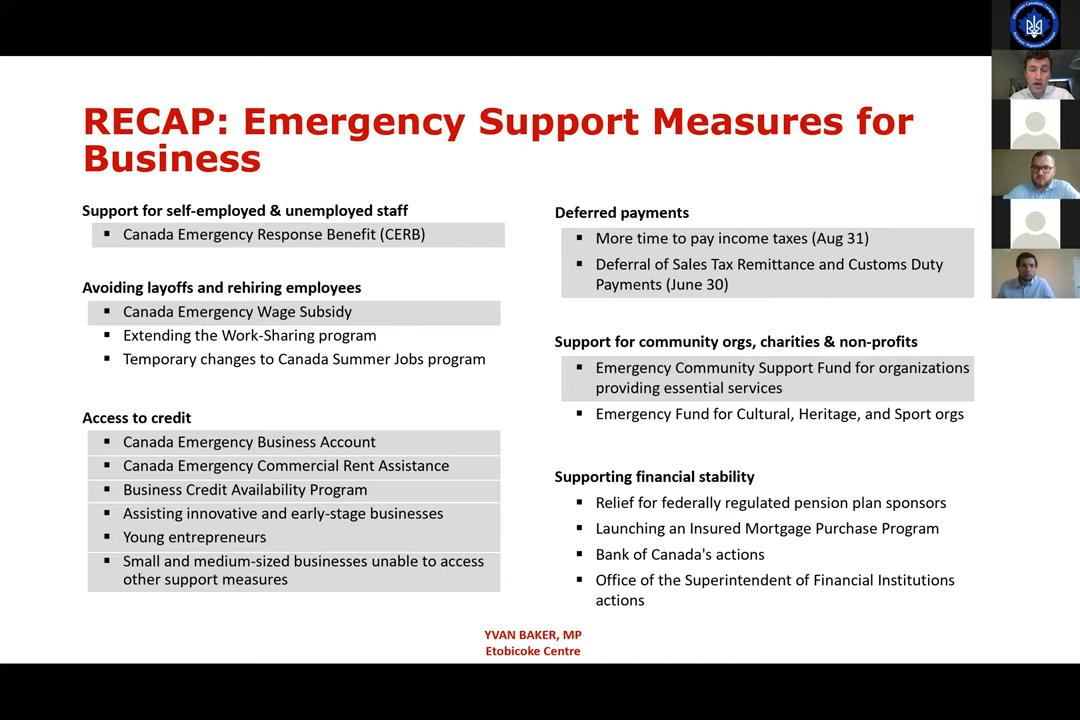 RECAP: Emergency Support Measures for
Business
Support for self-employed & unemployed staff
▪ Canada Emergency Response Benefit (CERB)
Avoiding layoffs and rehiring employees
▪ Canada Emergency Wage Subsidy
▪ Extending the Work-Sharing program
▪ Temporary changes to Canada Summer Jobs program
Access to credit
▪ Canada Emergency Business Account
▪ Canada Emergency Commercial Rent Assistance
▪ Business Credit Availability Program
▪ Assisting innovative and early-stage businesses
▪ Young entrepreneurs
▪ Small and medium-sized businesses unable to access
other support measures
Deferred payments
▪ More time to pay income taxes (Aug 31)
▪ Deferral of Sales Tax Remittance and Customs Duty
Payments (June 30)
Support for community orgs, charities & non-profits
▪ Emergency Community Support Fund for organizations
providing essential services
▪ Emergency Fund for Cultural, Heritage, and Sport orgs
Supporting financial stability
▪ Relief for federally regulated pension plan sponsors
▪ Launching an Insured Mortgage Purchase Program
▪ Bank of Canada's actions
▪ Office of the Superintendent of Financial Institutions
actions
YVAN BAKER, MP
Etobicoke Centre